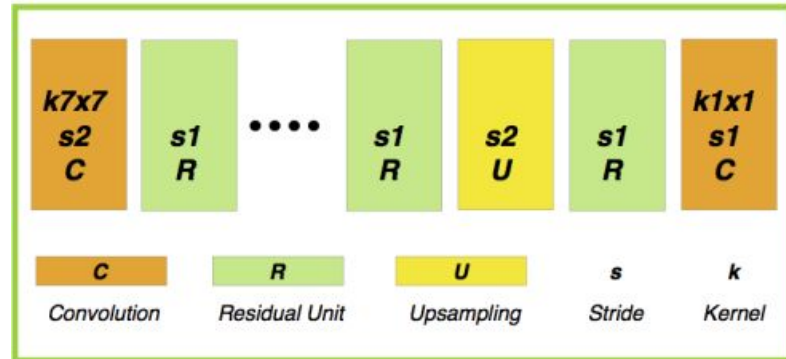 k7x7
s2
C
s1
R
s1
R
s2
U
s1
R
k1x1
s1
C
C R U s k
Convolution Residual Unit Upsampling Stride Kernel